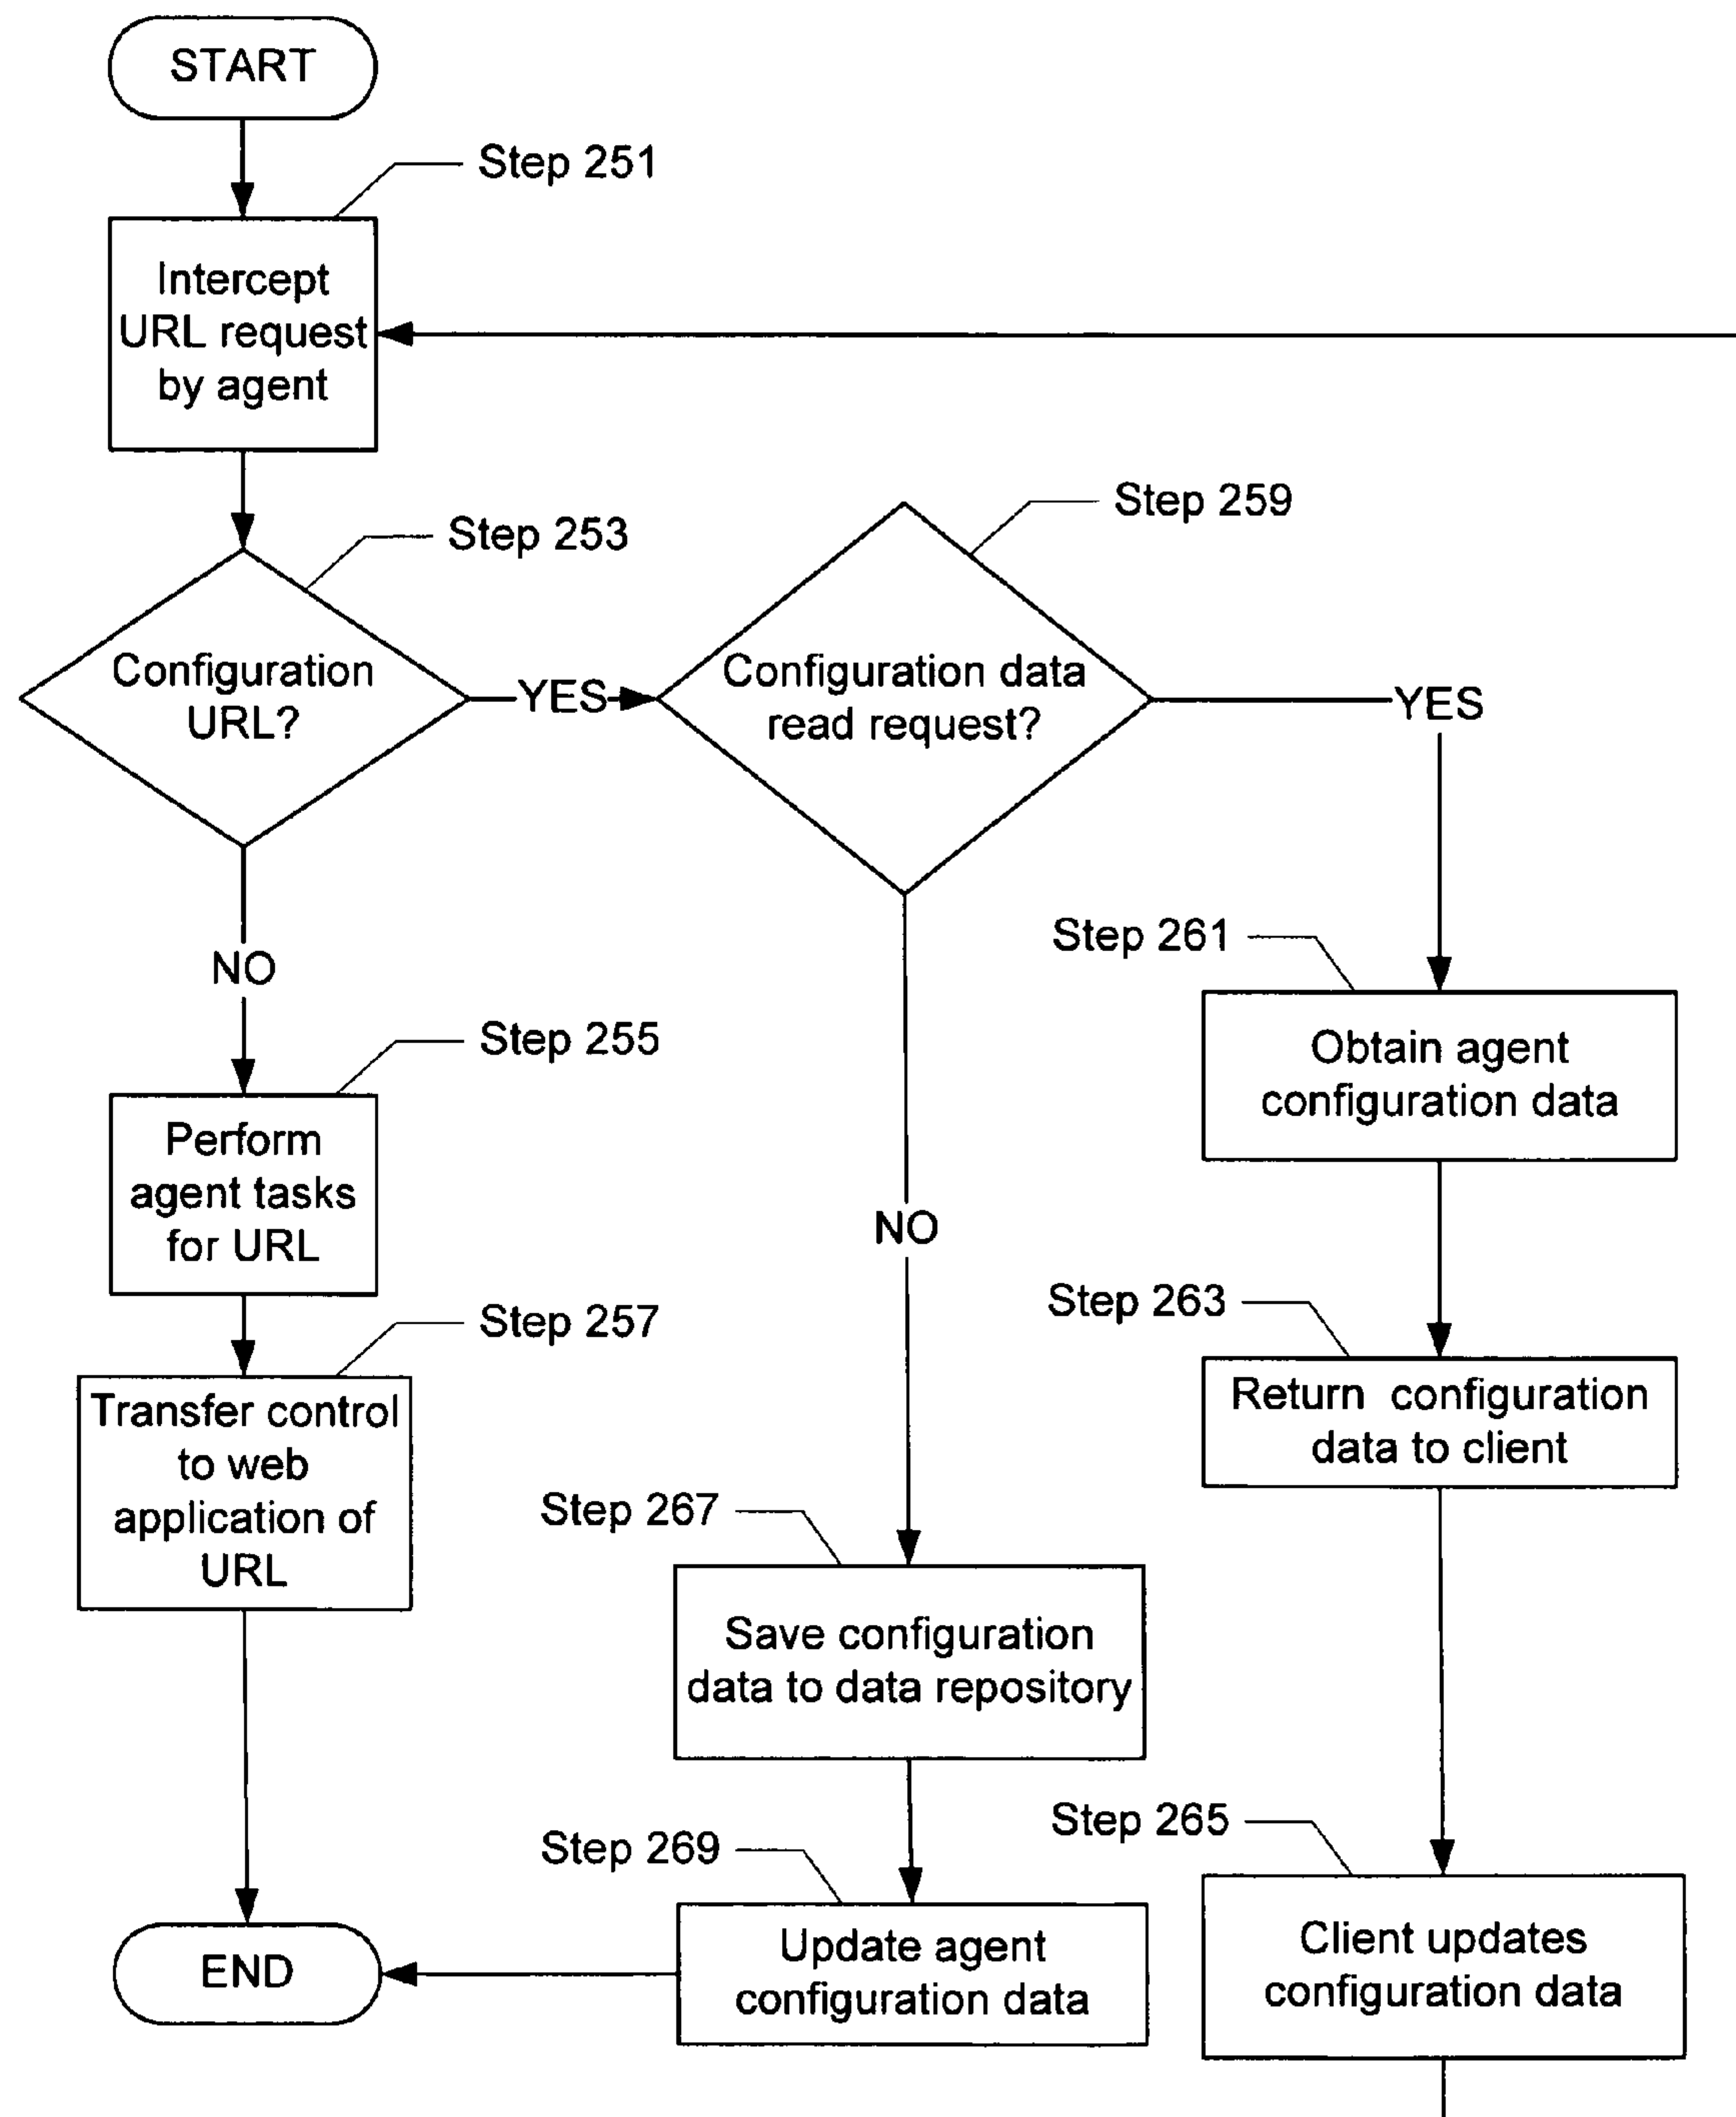 START
Step 251
Intercept
URL request
by agent
Step 253
Configuration
URL?
YES
NO
Step 259
Configuration data
read request?
YES
NO
Step 255
Perform
agent tasks
for URL
Step 257
Transfer control
to web
application of
URL
Step 261
Obtain agent
configuration data
Step 263
Return configuration
data to client
Step 267
Save configuration
data to data repository
Step 265
Client updates
configuration data
Step 269
Update agent
configuration data
END